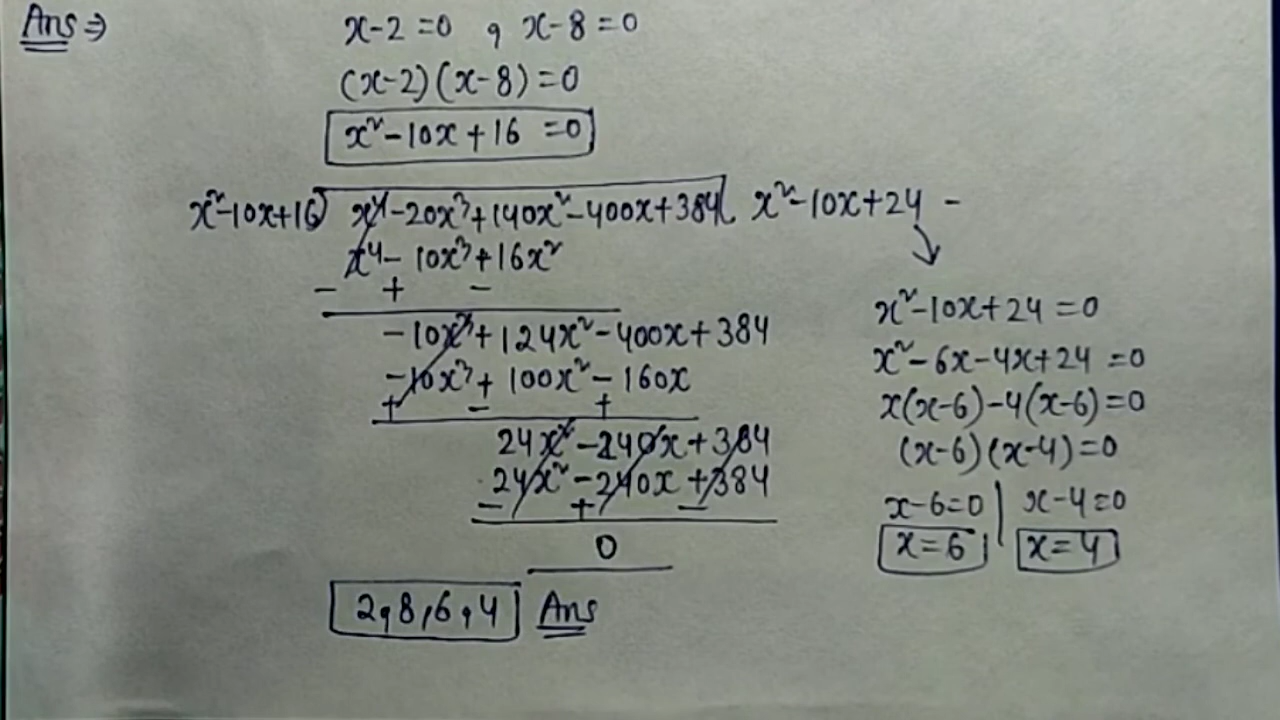 Ans ⇒
x-2 =0 , x-8 =0
(x-2)(x-8) =0
x²-10x+16 =0
x²-10x+16) x⁴-20x³+140x²-400x+384( x²-10x+24 -
x⁴- 10x³+16x²
- + -
-10x³+124x²-400x+384
-10x³+ 100x²-160x
+ - +
24x²-240x+384
24x²-240x+384
- + -
0
2,8,6,4 Ans
x²-10x+24 =0
x²-6x-4x+24 =0
x(x-6)-4(x-6)=0
(x-6)(x-4)=0
x-6=0 | x-4=0
x=6 | x=4